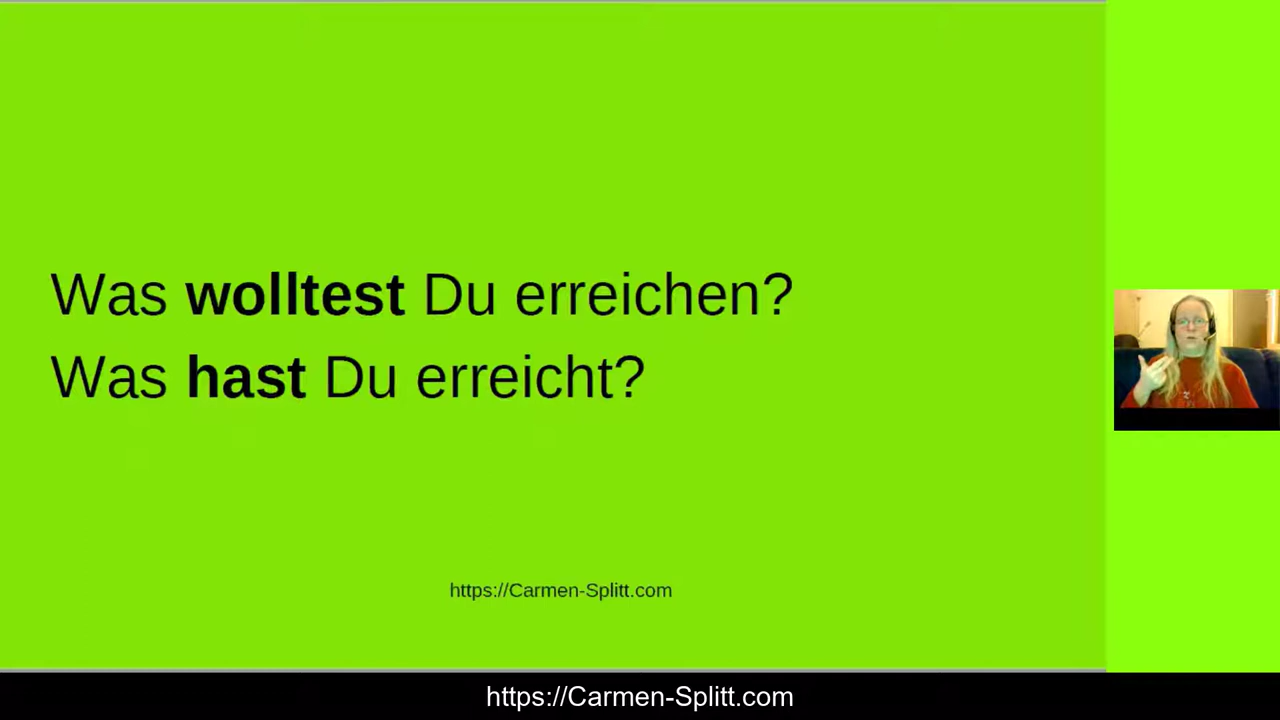 Was wolltest Du erreichen?
Was hast Du erreicht?
https://Carmen-Splitt.com
https://Carmen-Splitt.com